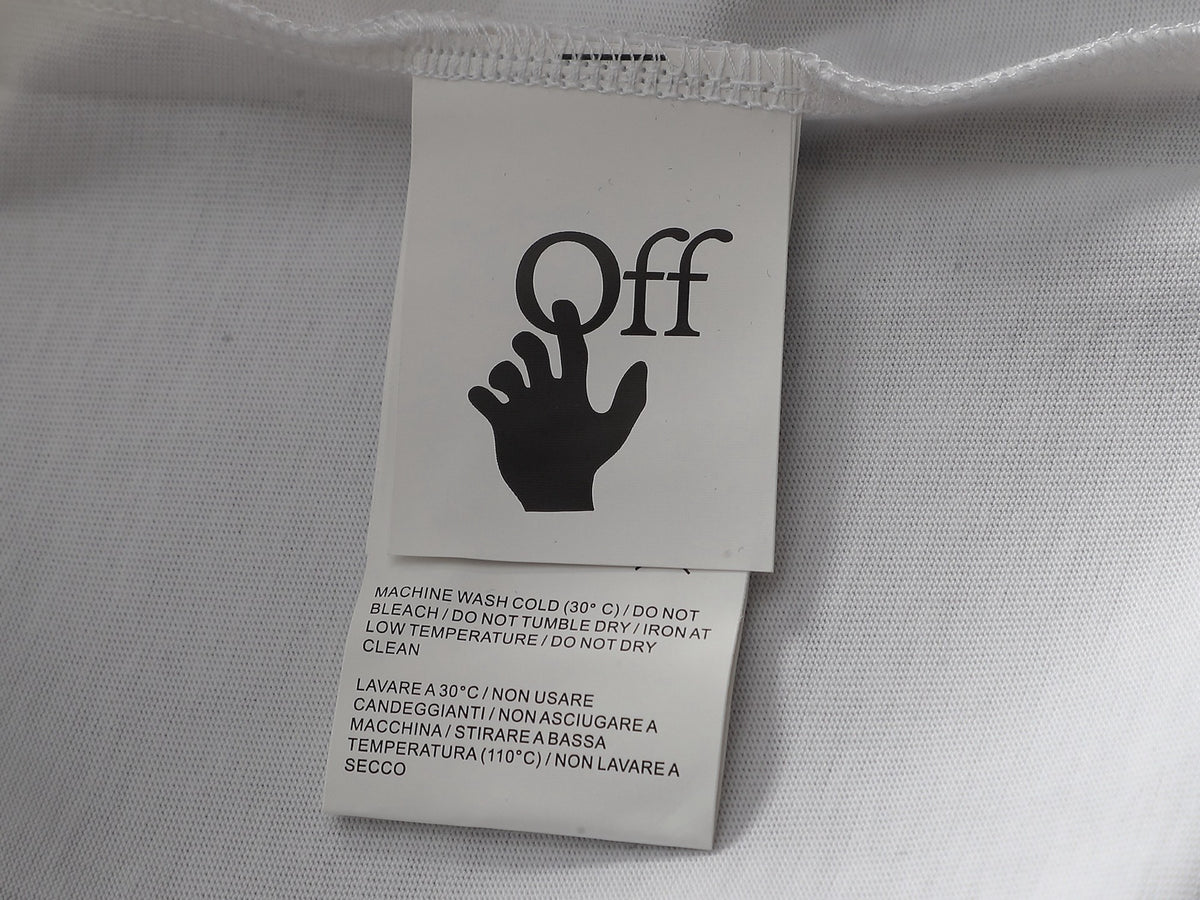 Off
MACHINE WASH COLD (30° C) / DO NOT
BLEACH / DO NOT TUMBLE DRY / IRON AT
LOW TEMPERATURE / DO NOT DRY
CLEAN
LAVARE A 30°C / NON USARE
CANDEGGIANTI / NON ASCIUGARE A
MACCHINA / STIRARE A BASSA
TEMPERATURA (110°C) / NON LAVARE A
SECCO